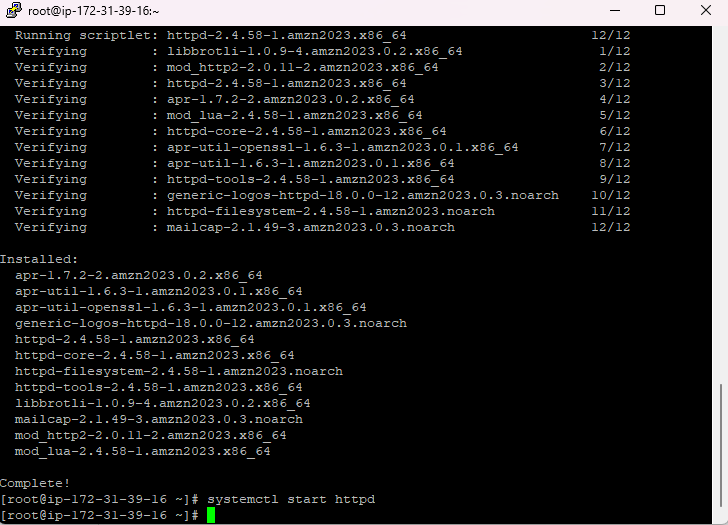 root@ip-172-31-39-16:~
Running scriptlet: httpd-2.4.58-1.amzn2023.x86_64 12/12
Verifying : libbrotli-1.0.9-4.amzn2023.0.2.x86_64 1/12
Verifying : mod_http2-2.0.11-2.amzn2023.x86_64 2/12
Verifying : httpd-2.4.58-1.amzn2023.x86_64 3/12
Verifying : apr-1.7.2-2.amzn2023.0.2.x86_64 4/12
Verifying : mod_lua-2.4.58-1.amzn2023.x86_64 5/12
Verifying : httpd-core-2.4.58-1.amzn2023.x86_64 6/12
Verifying : apr-util-openssl-1.6.3-1.amzn2023.0.1.x86_64 7/12
Verifying : apr-util-1.6.3-1.amzn2023.0.1.x86_64 8/12
Verifying : httpd-tools-2.4.58-1.amzn2023.x86_64 9/12
Verifying : generic-logos-httpd-18.0.0-12.amzn2023.0.3.noarch 10/12
Verifying : httpd-filesystem-2.4.58-1.amzn2023.noarch 11/12
Verifying : mailcap-2.1.49-3.amzn2023.0.3.noarch 12/12
Installed:
apr-1.7.2-2.amzn2023.0.2.x86_64
apr-util-1.6.3-1.amzn2023.0.1.x86_64
apr-util-openssl-1.6.3-1.amzn2023.0.1.x86_64
generic-logos-httpd-18.0.0-12.amzn2023.0.3.noarch
httpd-2.4.58-1.amzn2023.x86_64
httpd-core-2.4.58-1.amzn2023.x86_64
httpd-filesystem-2.4.58-1.amzn2023.noarch
httpd-tools-2.4.58-1.amzn2023.x86_64
libbrotli-1.0.9-4.amzn2023.0.2.x86_64
mailcap-2.1.49-3.amzn2023.0.3.noarch
mod_http2-2.0.11-2.amzn2023.x86_64
mod_lua-2.4.58-1.amzn2023.x86_64
Complete!
[root@ip-172-31-39-16 ~]# systemctl start httpd
[root@ip-172-31-39-16 ~]#